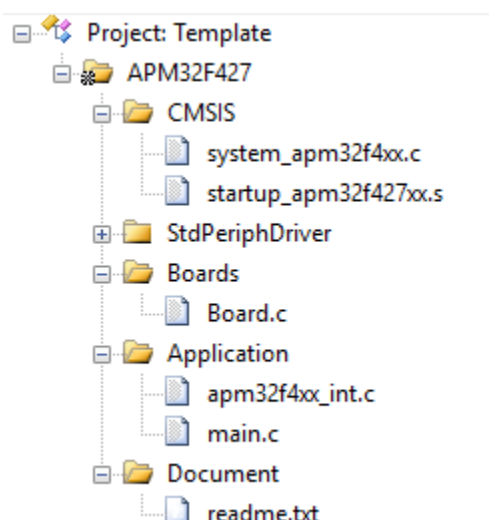 Project: Template
APM32F427
CMSIS
system_apm32f4xx.c
startup_apm32f427xx.s
StdPeriphDriver
Boards
Board.c
Application
apm32f4xx_int.c
main.c
Document
readme.txt